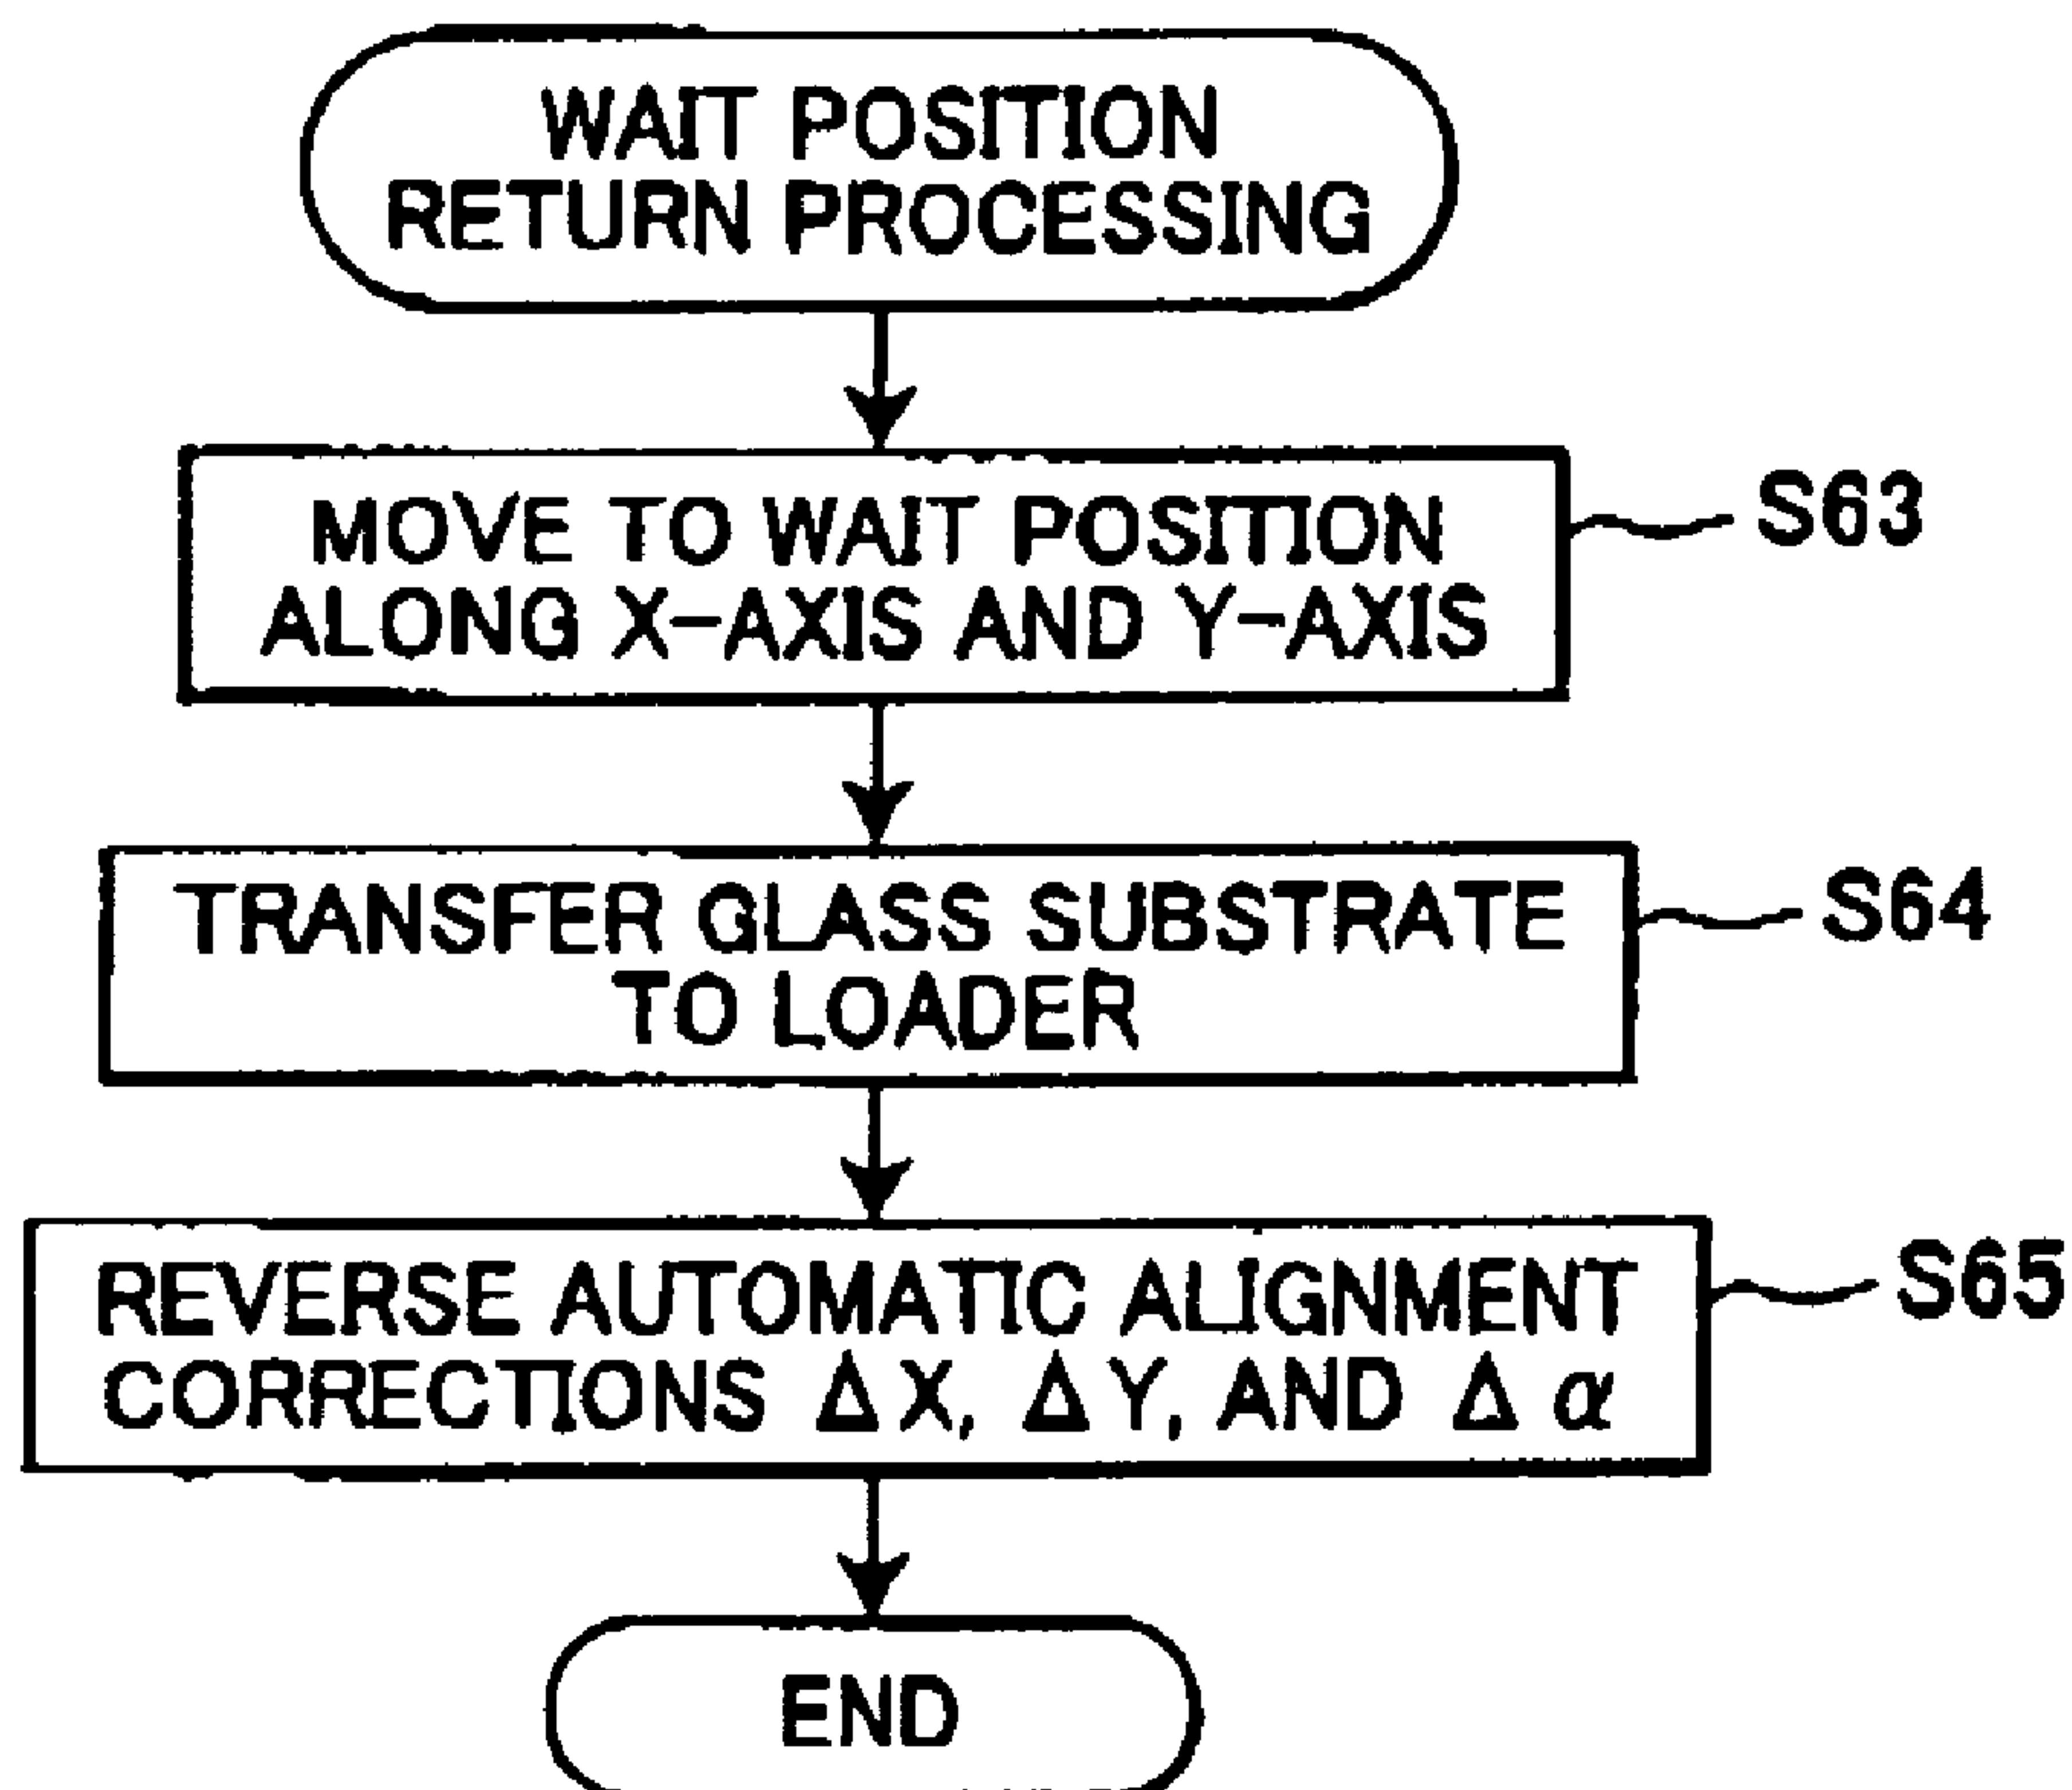 WAIT POSITION
RETURN PROCESSING
MOVE TO WAIT POSITION
ALONG X-AXIS AND Y-AXIS
S63
TRANSFER GLASS SUBSTRATE
TO LOADER
S64
REVERSE AUTOMATIC ALIGNMENT
CORRECTIONS ΔX, ΔY, AND Δα
S65
END